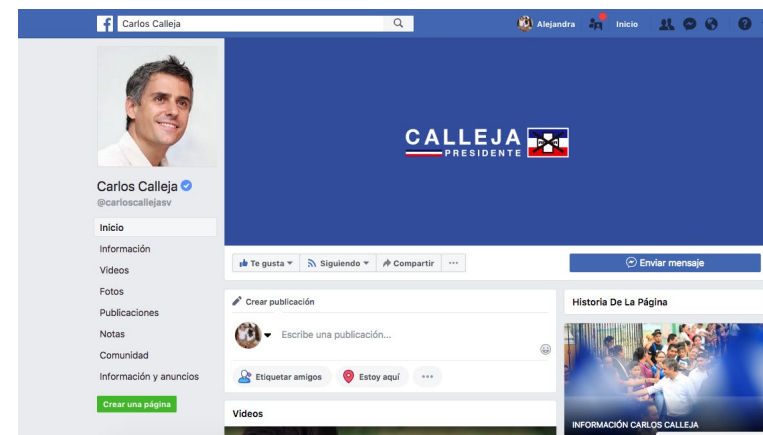 Carlos Calleja
Alejandra
Inicio
CALLEJA
PRESIDENTE
Carlos Calleja
@carloscallejasv
Inicio
Información
Videos
Fotos
Publicaciones
Notas
Comunidad
Información y anuncios
Crear una página
Te gusta
Siguiendo
Compartir
Enviar mensaje
Crear publicación
Escribe una publicación...
Etiquetar amigos
Estoy aquí
Videos
Historia De La Página
INFORMACIÓN CARLOS CALLEJA